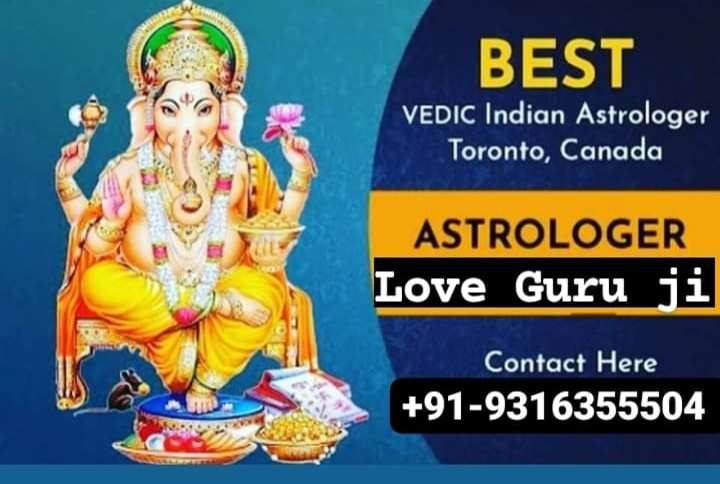 BEST
VEDIC Indian Astrologer
Toronto, Canada
ASTROLOGER
Love Guru ji
Contact Here
+91-9316355504